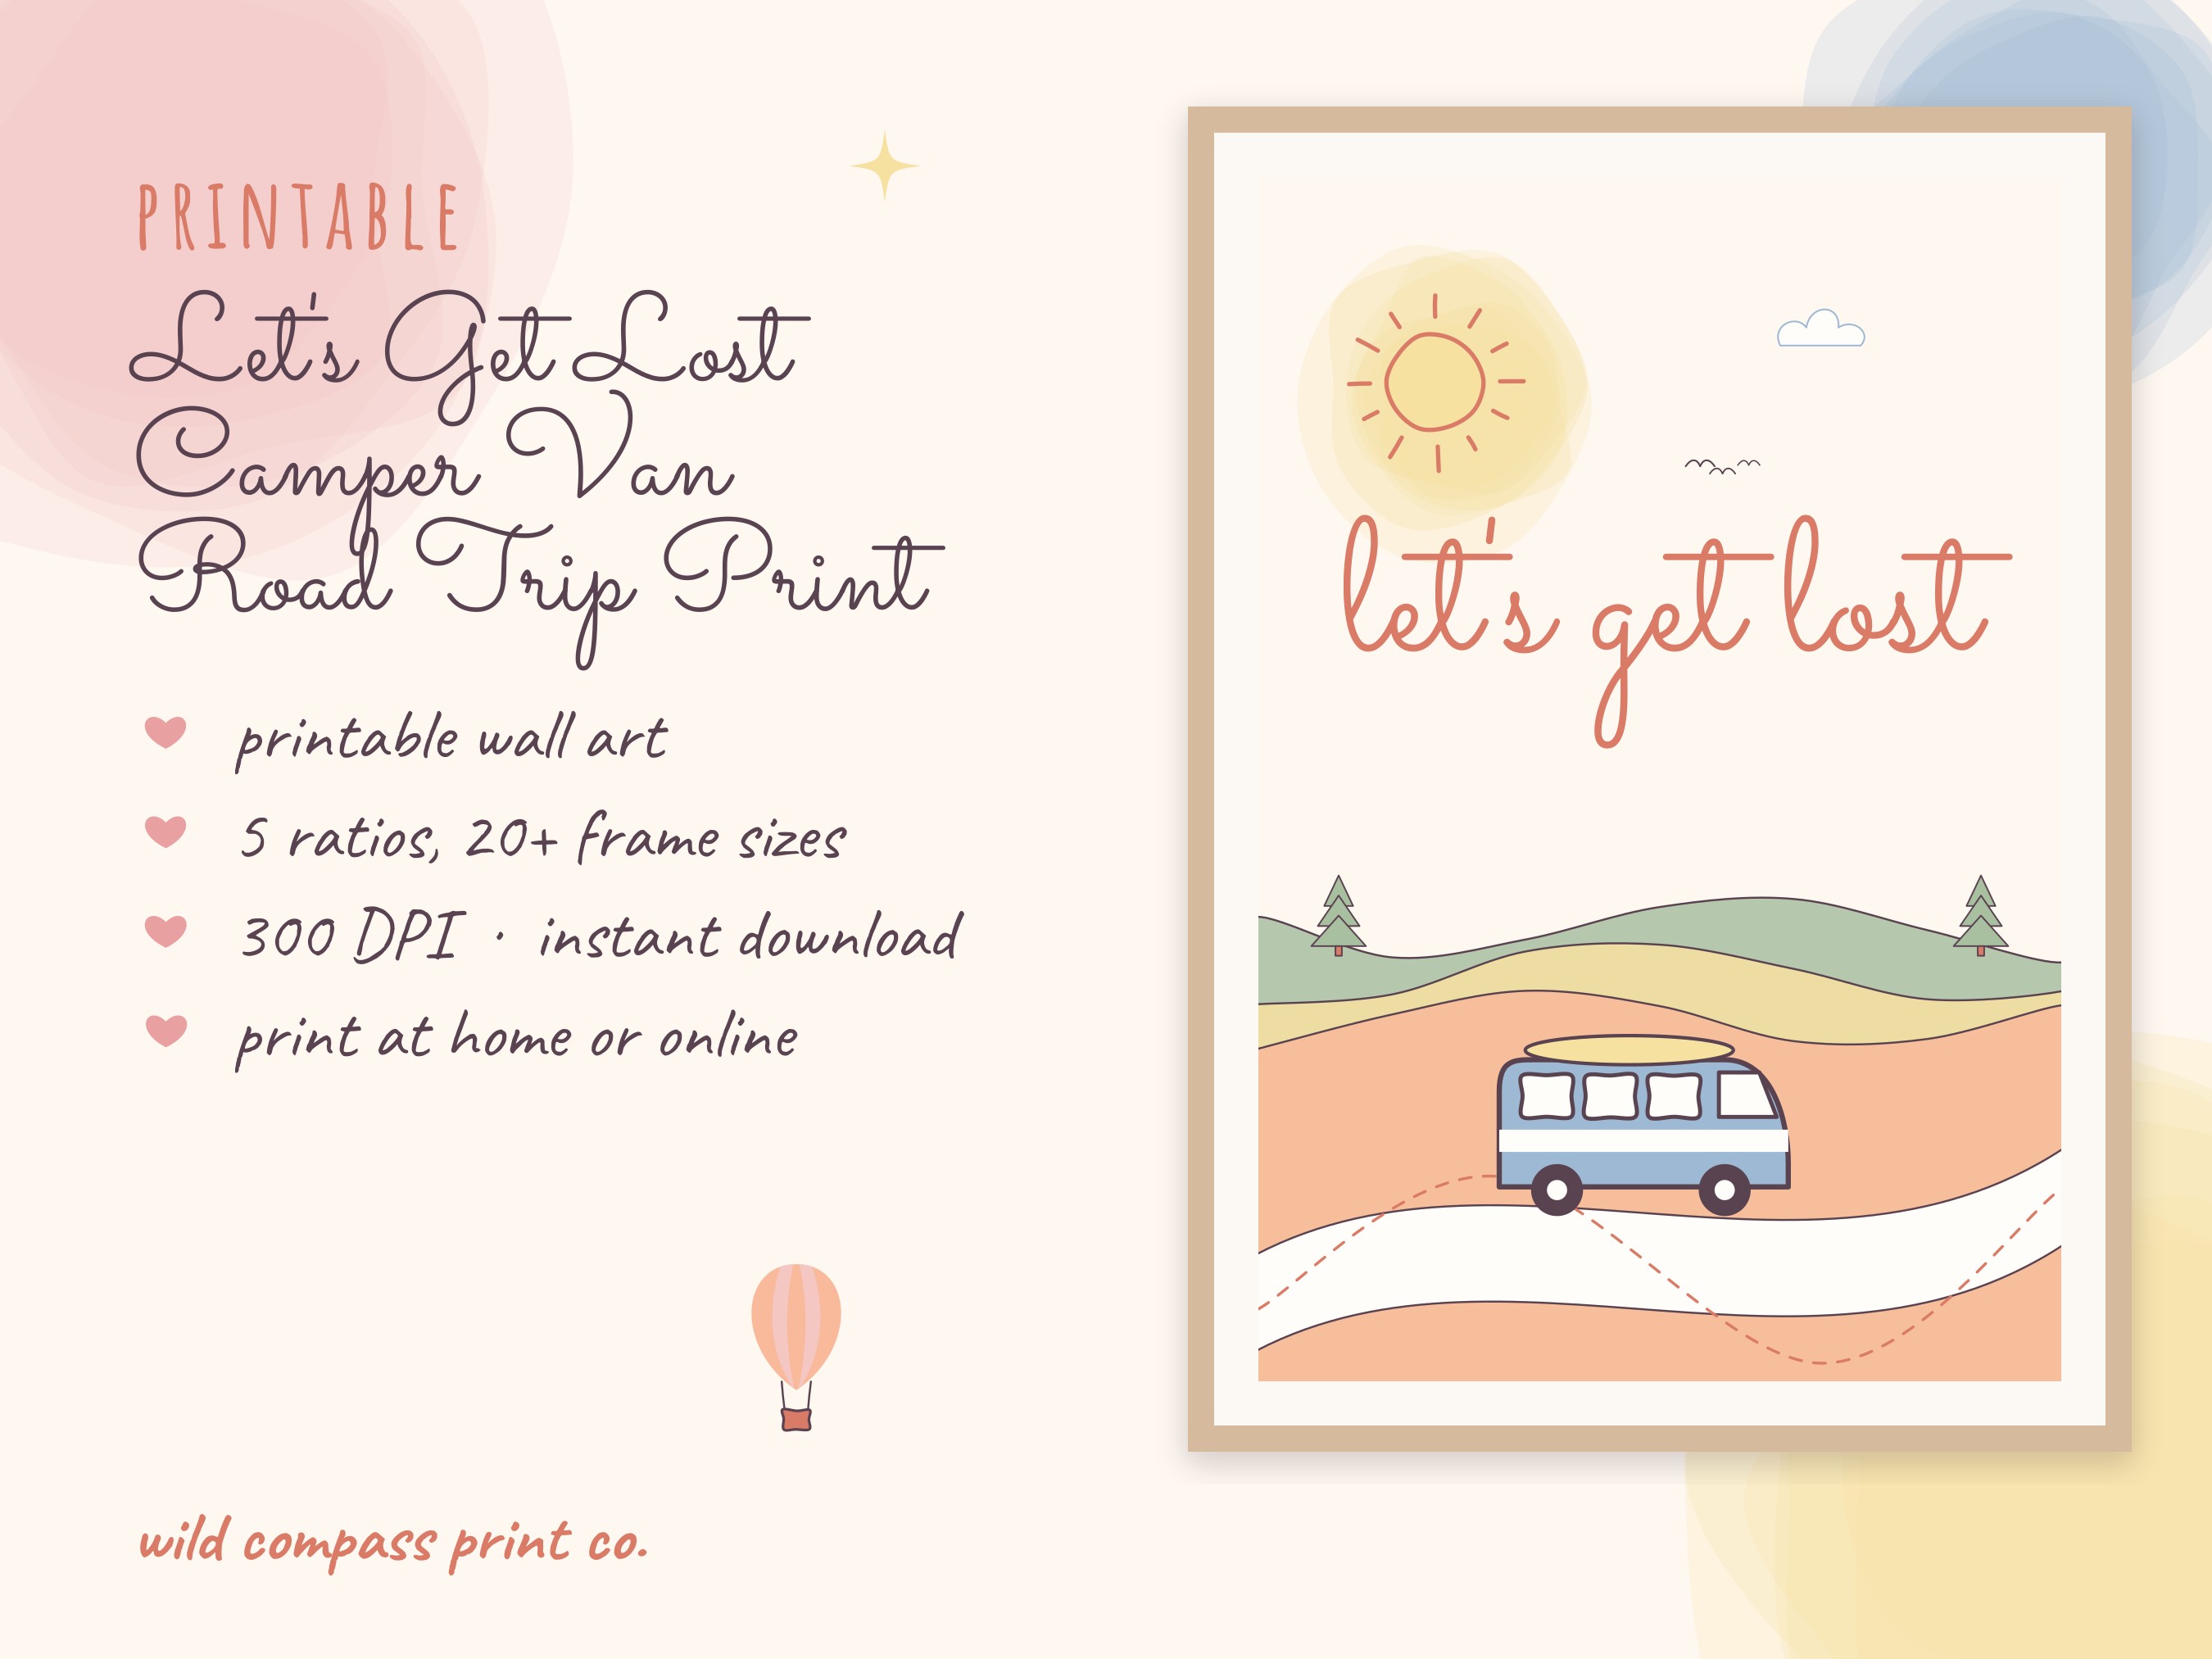 PRINTABLE
Let's Get Lost
Camper Van
Road Trip Print
printable wall art
5 ratios, 20+ frame sizes
300 DPI · instant download
print at home or online
wild compass print co.
let's get lost